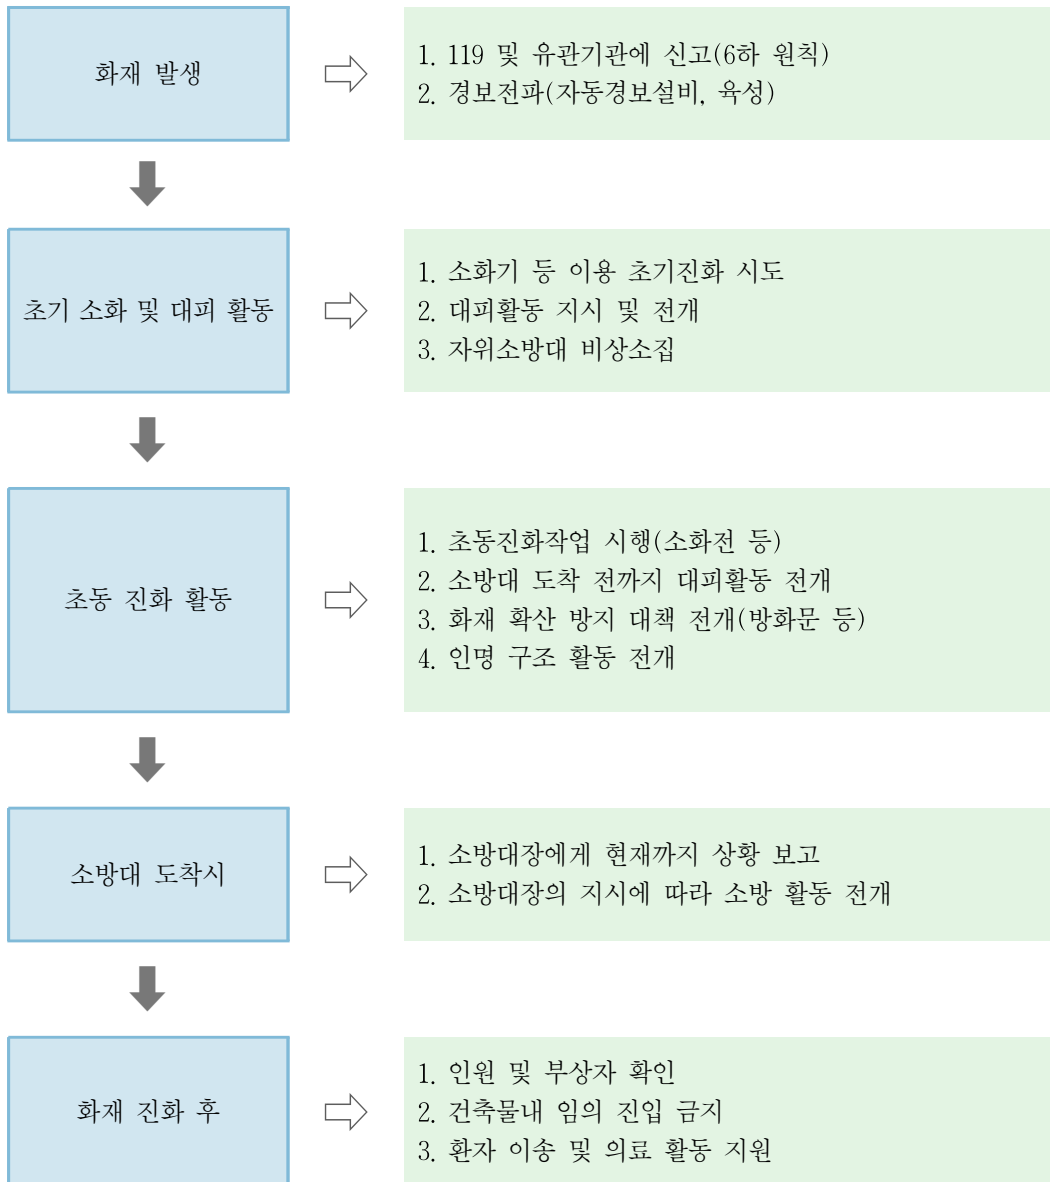 화재 발생
1. 119 및 유관기관에 신고(6하 원칙)
2. 경보전파(자동경보설비, 육성)
초기 소화 및 대피 활동
1. 소화기 등 이용 초기진화 시도
2. 대피활동 지시 및 전개
3. 자위소방대 비상소집
초동 진화 활동
1. 초동진화작업 시행(소화전 등)
2. 소방대 도착 전까지 대피활동 전개
3. 화재 확산 방지 대책 전개(방화문 등)
4. 인명 구조 활동 전개
소방대 도착시
1. 소방대장에게 현재까지 상황 보고
2. 소방대장의 지시에 따라 소방 활동 전개
화재 진화 후
1. 인원 및 부상자 확인
2. 건축물내 임의 진입 금지
3. 환자 이송 및 의료 활동 지원